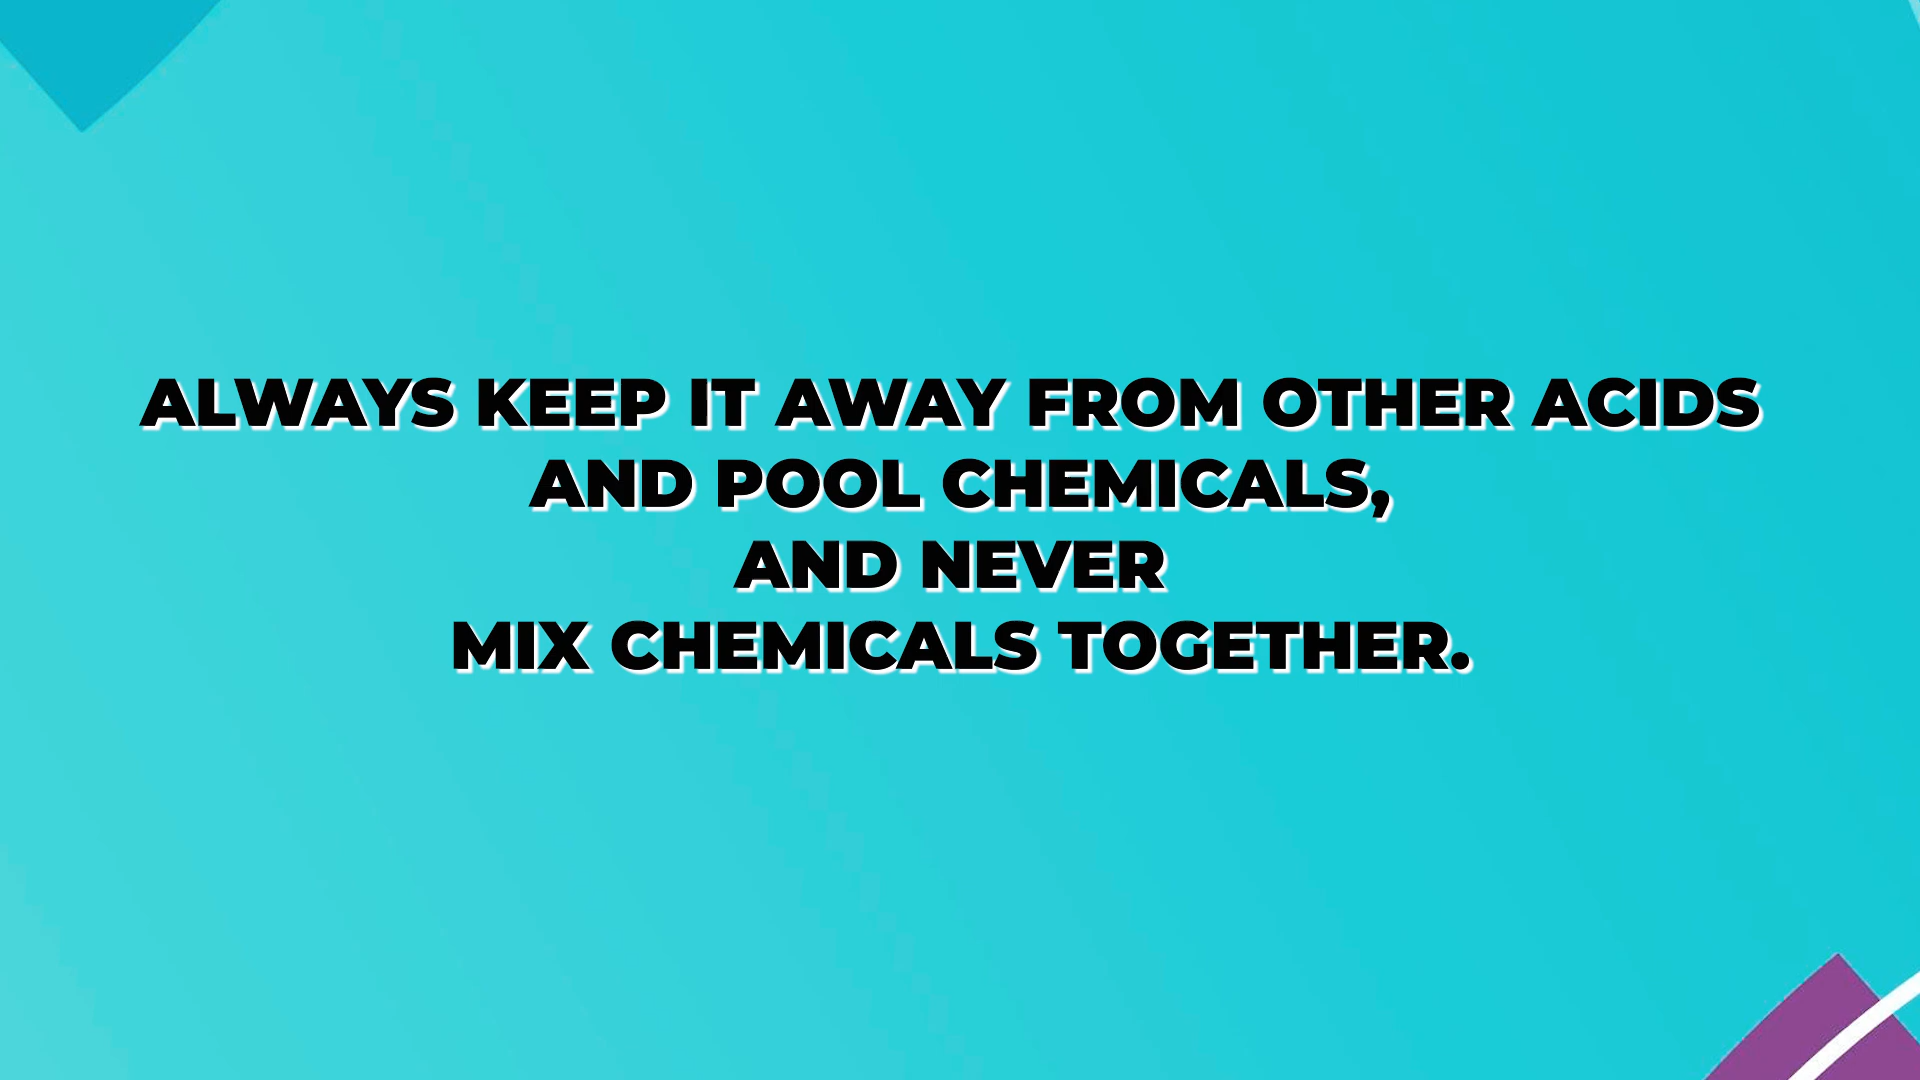 ALWAYS KEEP IT AWAY FROM OTHER ACIDS
AND POOL CHEMICALS,
AND NEVER
MIX CHEMICALS TOGETHER.